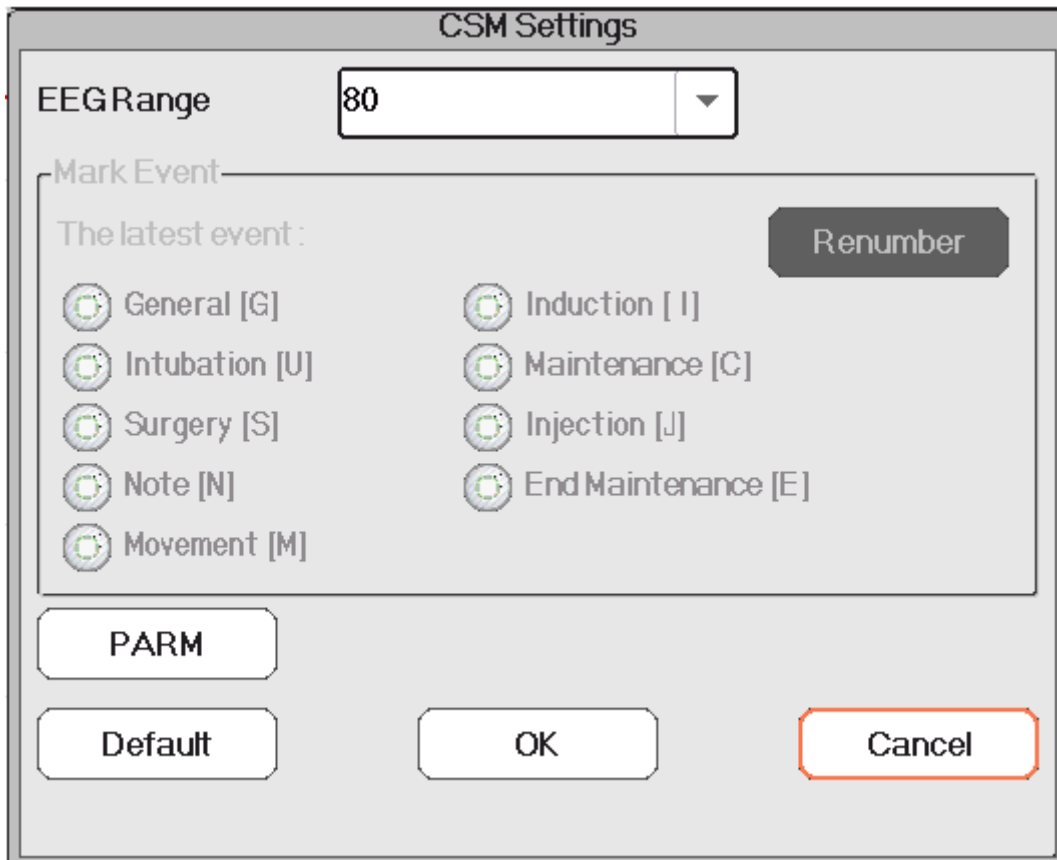 CSM Settings
EEG Range 80
Mark Event
The latest event :
Renumber
General [G] Induction [ I]
Intubation [U] Maintenance [C]
Surgery [S] Injection [J]
Note [N] End Maintenance [E]
Movement [M]
PARM
Default OK Cancel